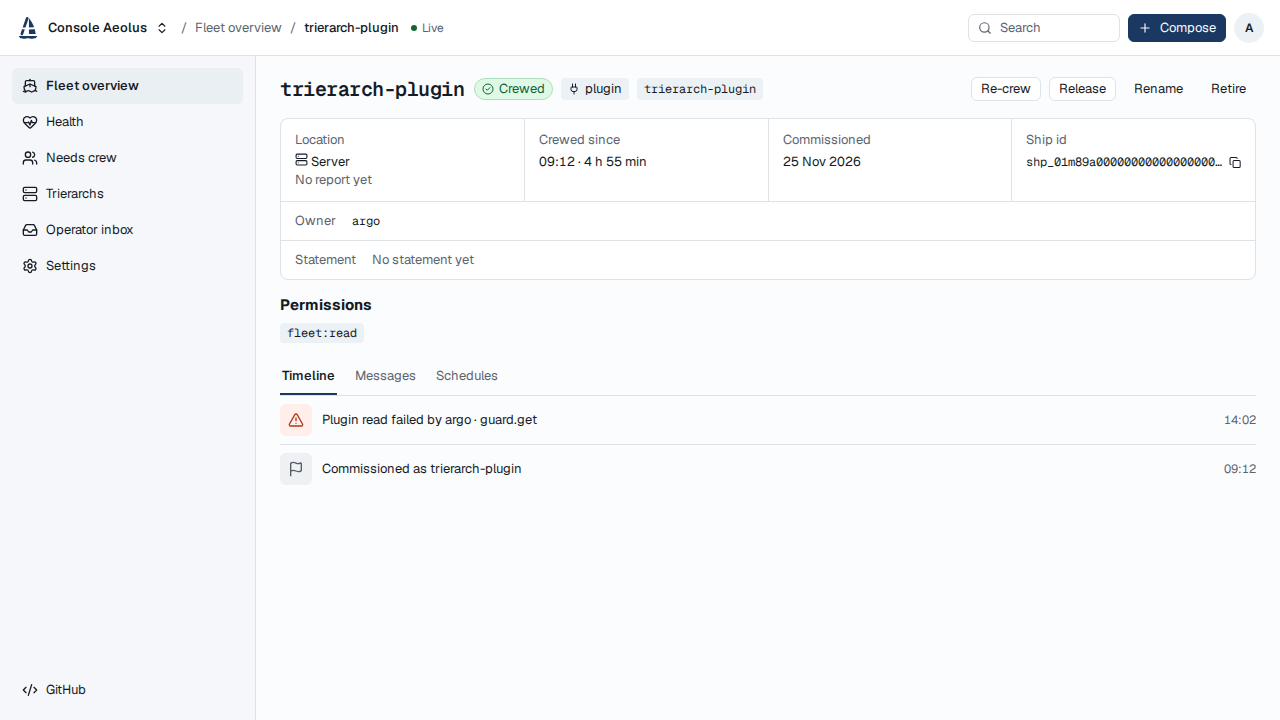 Console Aeolus / Fleet overview / trierarch-plugin Live Search Compose A
Fleet overview
Health
Needs crew
Trierarchs
Operator inbox
Settings
GitHub
trierarch-plugin Crewed plugin trierarch-plugin Re-crew Release Rename Retire
Location Crewed since Commissioned Ship id
Server 09:12 · 4 h 55 min 25 Nov 2026 shp_01m89a00000000000000000…
No report yet
Owner argo
Statement No statement yet
Permissions
fleet:read
Timeline Messages Schedules
Plugin read failed by argo · guard.get 14:02
Commissioned as trierarch-plugin 09:12